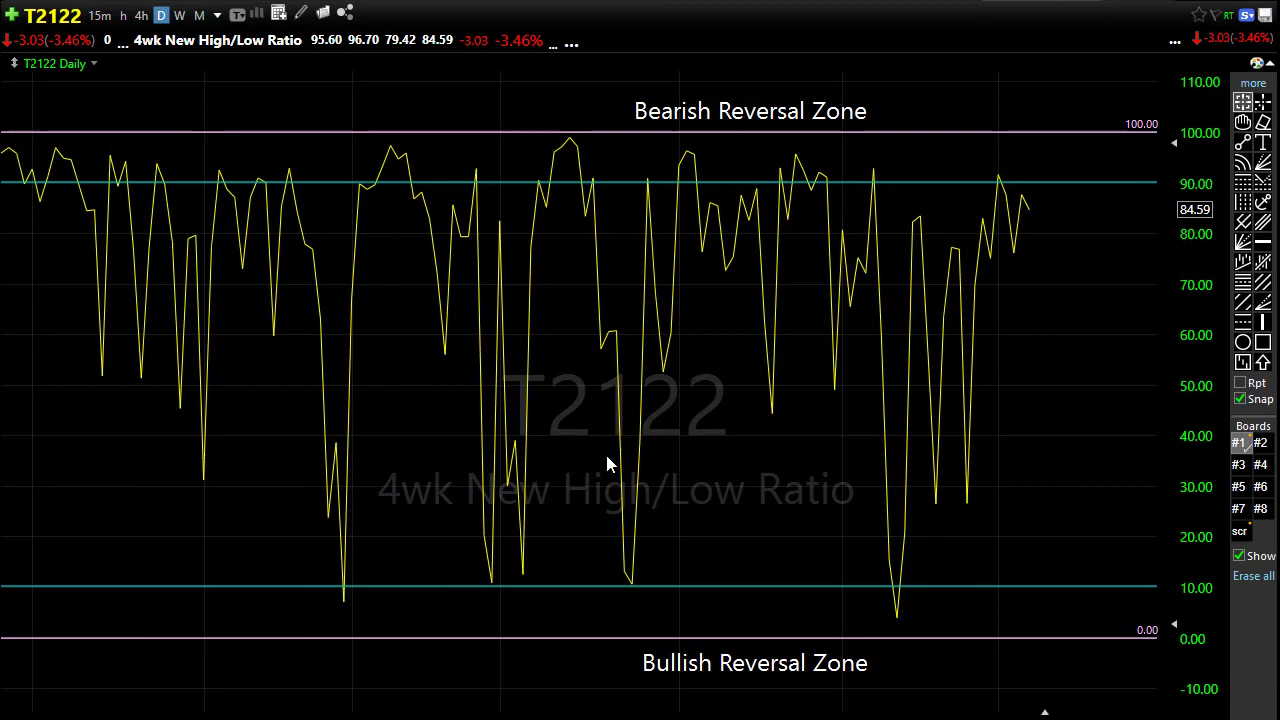 T2122 15m h 4h D W M
-3.03(-3.46%) 0 ... 4wk New High/Low Ratio 95.60 96.70 79.42 84.59 -3.03 -3.46% ... ...
... -3.03(-3.46%)
RT S
T2122 Daily
more
Bearish Reversal Zone
100.00
0.00
Bullish Reversal Zone
T2122
4wk New High/Low Ratio
110.00
100.00
90.00
84.59
80.00
70.00
60.00
50.00
40.00
30.00
20.00
10.00
0.00
-10.00
Rpt
Snap
Boards
#1 #2
#3 #4
#5 #6
#7 #8
scr
Show
Erase all